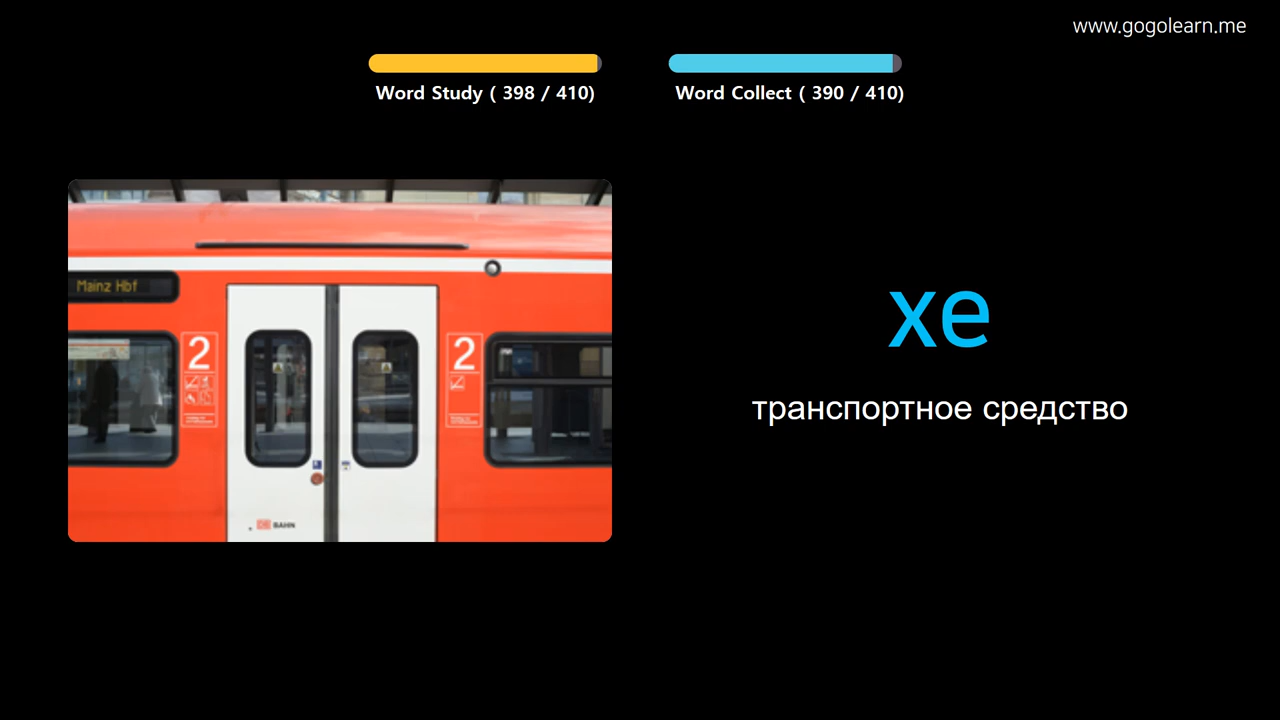 www.gogolearn.me
Word Study ( 398 / 410)
Word Collect ( 390 / 410)
Mainz Hbf
2
2
DB BAHN
xe
транспортное средство